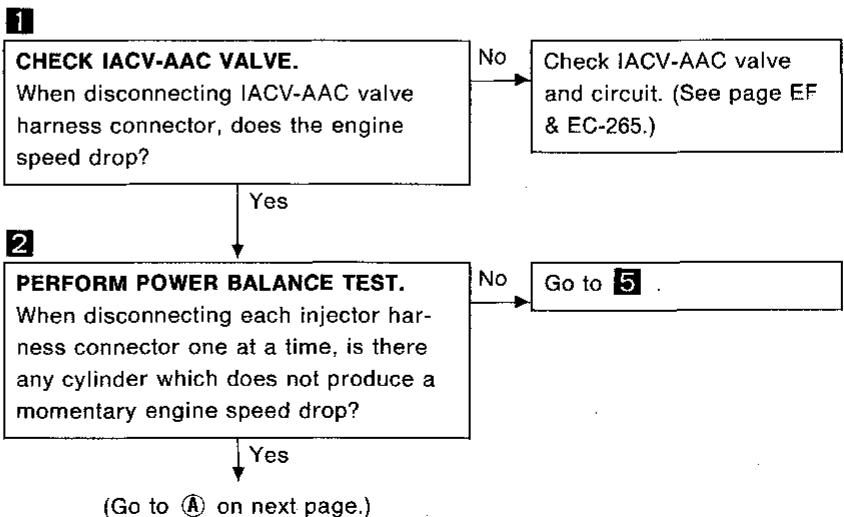 1
CHECK IACV-AAC VALVE.
When disconnecting IACV-AAC valve
harness connector, does the engine
speed drop?
No
Check IACV-AAC valve
and circuit. (See page EF
& EC-265.)
Yes
2
PERFORM POWER BALANCE TEST.
When disconnecting each injector har-
ness connector one at a time, is there
any cylinder which does not produce a
momentary engine speed drop?
No
Go to 5 .
Yes
(Go to Ⓐ on next page.)